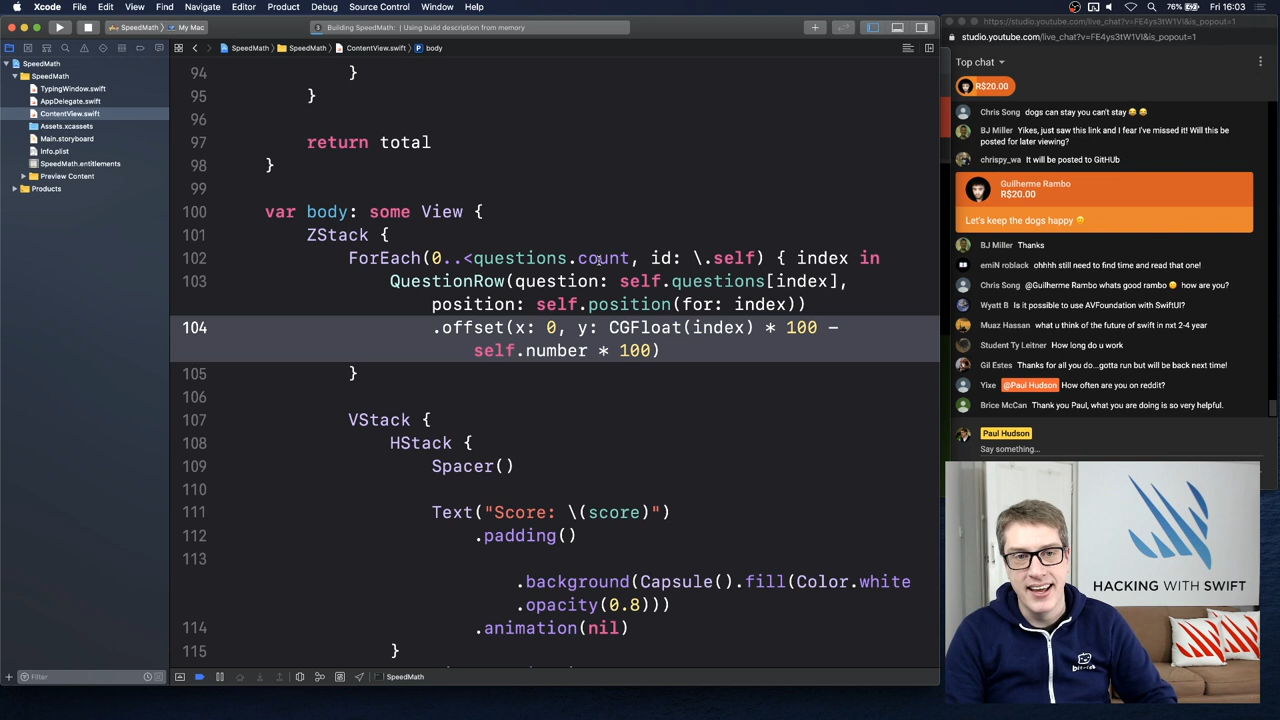 Xcode File Edit View Find Navigate Editor Product Debug Source Control Window Help
76% Fri 16:03
SpeedMath My Mac
Building SpeedMath: | Using build description from memory
SpeedMath SpeedMath ContentView.swift body
SpeedMath
SpeedMath
TypingWindow.swift
AppDelegate.swift
ContentView.swift
Assets.xcassets
Main.storyboard
Info.plist
SpeedMath.entitlements
Preview Content
Products
94 }
95 }
96
97 return total
98 }
99
100 var body: some View {
101 ZStack {
102 ForEach(0..<questions.count, id: \.self) { index in
103 QuestionRow(question: self.questions[index],
position: self.position(for: index))
104 .offset(x: 0, y: CGFloat(index) * 100 -
self.number * 100)
105 }
106
107 VStack {
108 HStack {
109 Spacer()
110
111 Text("Score: \(score)")
112 .padding()
113
.background(Capsule().fill(Color.white
.opacity(0.8)))
114 .animation(nil)
115 }
Filter
SpeedMath
https://studio.youtube.com/live_chat?v=FE4ys3tW1VI&is_popout=1
studio.youtube.com/live_chat?v=FE4ys3tW1VI&is_popout=1
Top chat
R$20.00
Chris Song dogs can stay you can't stay 😂 😂
BJ Miller Yikes, just saw this link and I fear I've missed it! Will this be
posted for later viewing?
chrispy_wa It will be posted to GitHUb
Guilherme Rambo
R$20.00
Let's keep the dogs happy 🙂
BJ Miller Thanks
emiN roblack ohhhh still need to find time and read that one!
Chris Song @Guilherme Rambo whats good rambo 😊 how are you?
Wyatt B Is it possible to use AVFoundation with SwiftUI?
Muaz Hassan what u think of the future of swift in nxt 2-4 year
Student Ty Leitner How long do u work
Gil Estes Thanks for all you do...gotta run but will be back next time!
Yixe @Paul Hudson How often are you on reddit?
Brice McCan Thank you Paul, what you are doing is so very helpful.
Paul Hudson
Say something...
HACKING WITH SWIFT